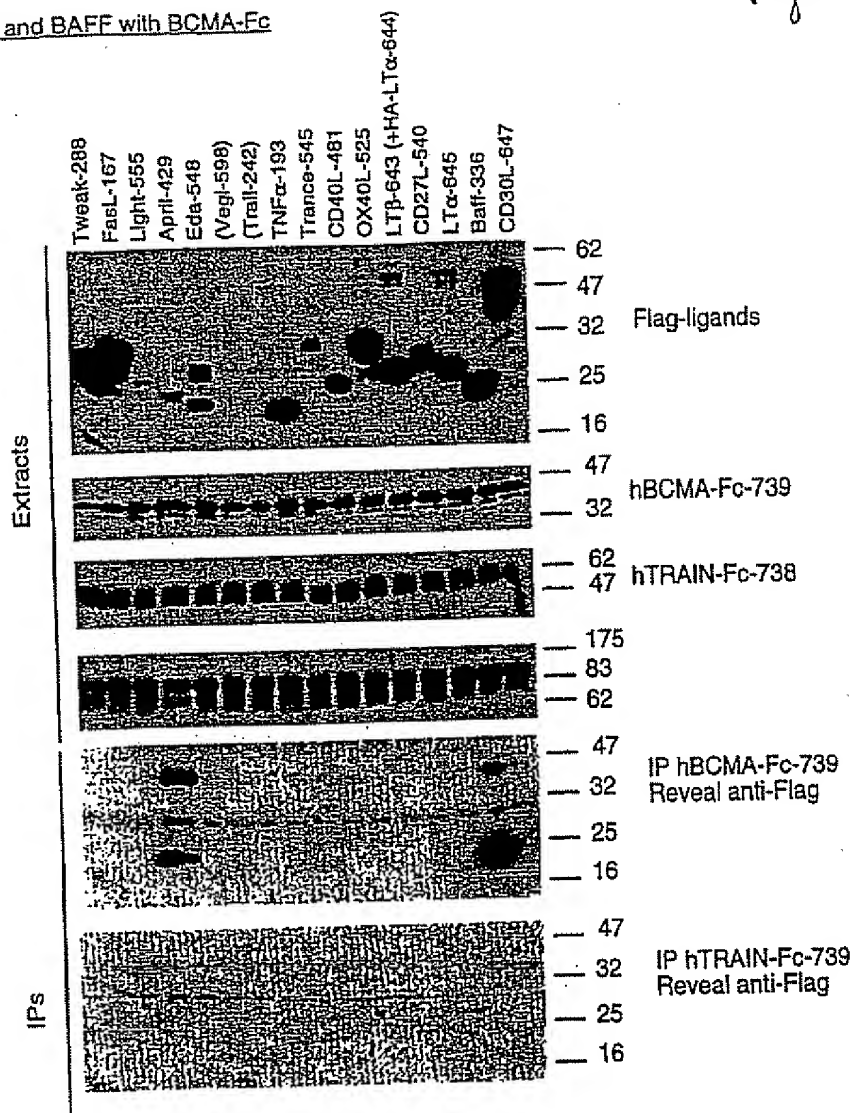 and BAFF with BCMA-Fc
Tweak-288
FasL-167
Light-555
April-429
Eda-548
(Vegi-598)
(Trail-242)
TNFα-193
Trance-545
CD40L-481
OX40L-525
LTβ-643 (+HA-LTα-644)
CD27L-540
LTα-645
Baff-336
CD30L-647
Extracts
62
47
32
25
16
Flag-ligands
47
32
hBCMA-Fc-739
62
47
hTRAIN-Fc-738
175
83
62
IPs
47
32
25
16
IP hBCMA-Fc-739
Reveal anti-Flag
47
32
25
16
IP hTRAIN-Fc-739
Reveal anti-Flag